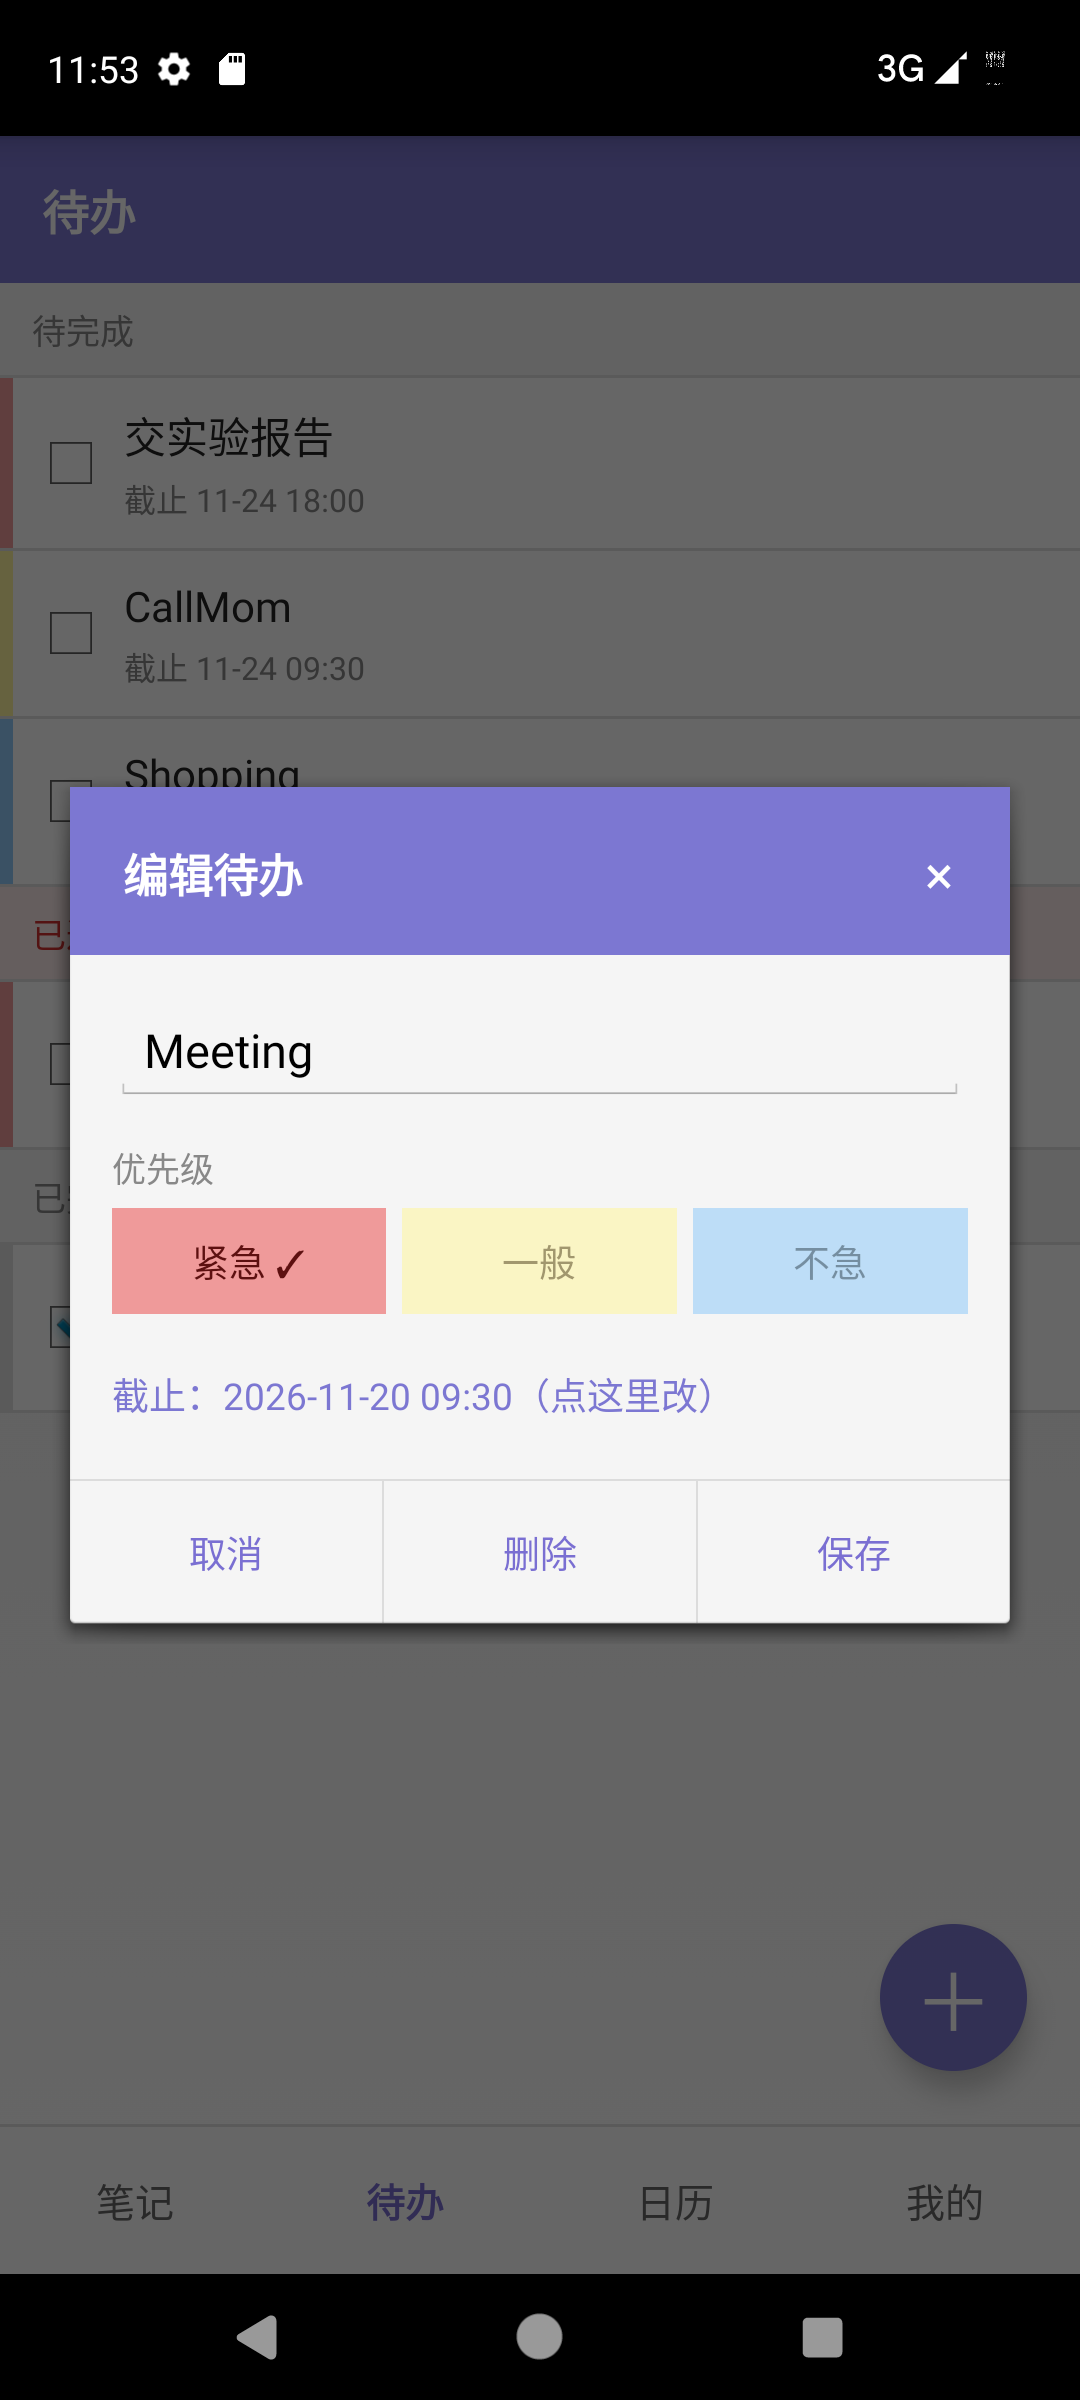 11:53
3G
待办
待完成
交实验报告
截止 11-24 18:00
CallMom
截止 11-24 09:30
Shopping
编辑待办
×
Meeting
优先级
紧急 ✓
一般
不急
截止：2026-11-20 09:30（点这里改）
取消
删除
保存
+
笔记
待办
日历
我的